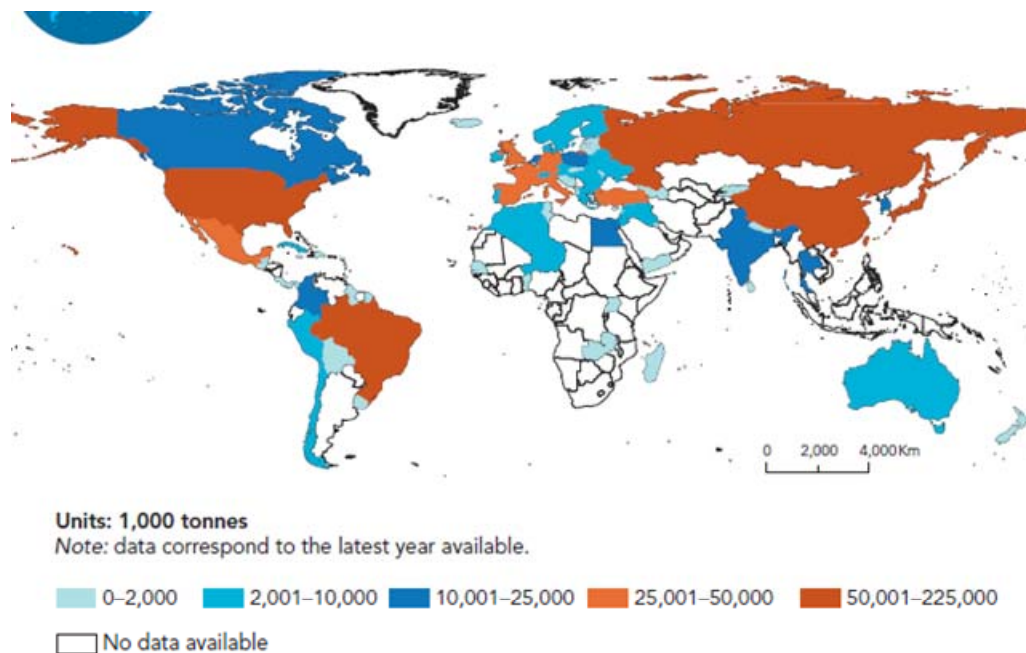 0 2,000 4,000 Km
Units: 1,000 tonnes
Note: data correspond to the latest year available.
0–2,000 2,001–10,000 10,001–25,000 25,001–50,000 50,001–225,000
No data available